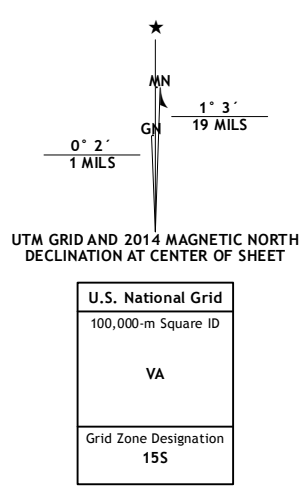 ★
MN
1° 3´
19 MILS
GN
0° 2´
1 MILS
UTM GRID AND 2014 MAGNETIC NORTH
DECLINATION AT CENTER OF SHEET
U.S. National Grid
100,000-m Square ID
VA
Grid Zone Designation
15S